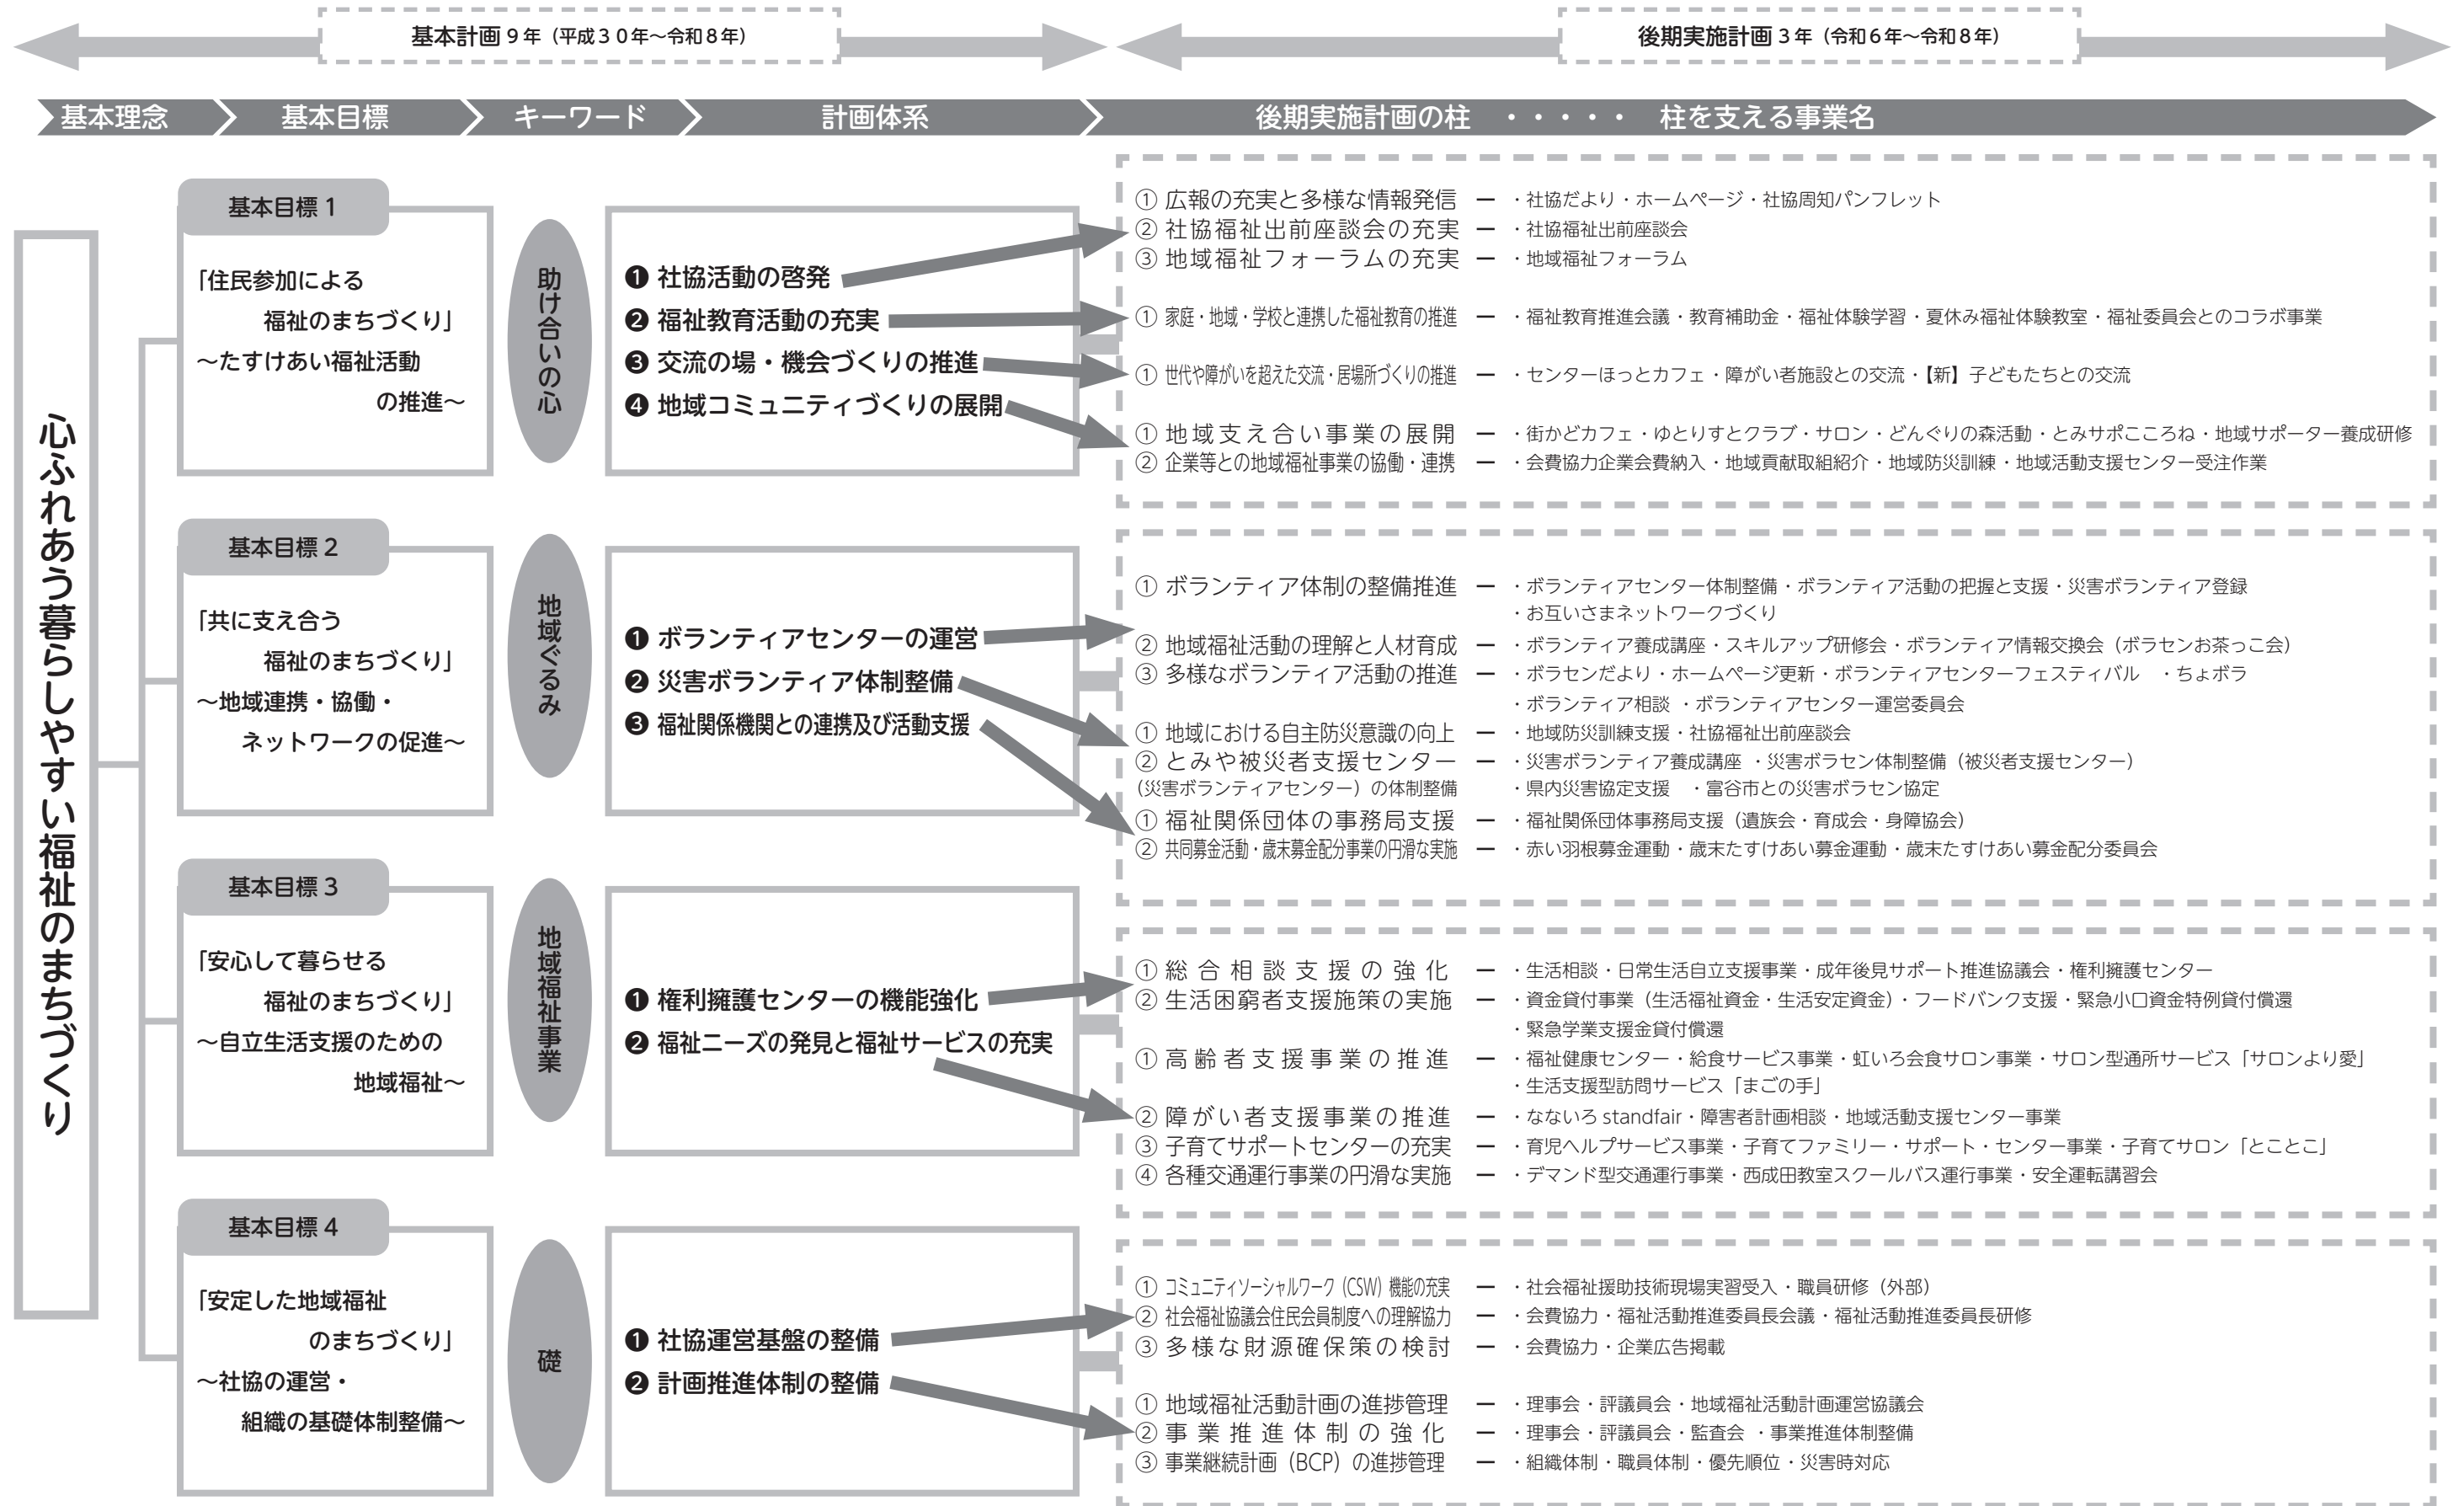 基本計画９年（平成３０年～令和８年）
後期実施計画３年（令和６年～令和８年）
基本理念
基本目標
キーワード
計画体系
後期実施計画の柱　・・・・・　柱を支える事業名
心ふれあう暮らしやすい福祉のまちづくり
基本目標１
「住民参加による
福祉のまちづくり」
～たすけあい福祉活動
の推進～
助け合いの心
❶ 社協活動の啓発
❷ 福祉教育活動の充実
❸ 交流の場・機会づくりの推進
❹ 地域コミュニティづくりの展開
① 広報の充実と多様な情報発信 ー ・社協だより・ホームページ・社協周知パンフレット
② 社協福祉出前座談会の充実 ー ・社協福祉出前座談会
③ 地域福祉フォーラムの充実 ー ・地域福祉フォーラム
① 家庭・地域・学校と連携した福祉教育の推進 ー ・福祉教育推進会議・教育補助金・福祉体験学習・夏休み福祉体験教室・福祉委員会とのコラボ事業
① 世代や障がいを超えた交流・居場所づくりの推進 ー ・センターほっとカフェ・障がい者施設との交流・【新】子どもたちとの交流
① 地域支え合い事業の展開 ー ・街かどカフェ・ゆとりすとクラブ・サロン・どんぐりの森活動・とみサポこころね・地域サポーター養成研修
② 企業等との地域福祉事業の協働・連携 ー ・会費協力企業会費納入・地域貢献取組紹介・地域防災訓練・地域活動支援センター受注作業
基本目標２
「共に支え合う
福祉のまちづくり」
～地域連携・協働・
ネットワークの促進～
地域ぐるみ
❶ ボランティアセンターの運営
❷ 災害ボランティア体制整備
❸ 福祉関係機関との連携及び活動支援
① ボランティア体制の整備推進 ー ・ボランティアセンター体制整備・ボランティア活動の把握と支援・災害ボランティア登録
・お互いさまネットワークづくり
② 地域福祉活動の理解と人材育成 ー ・ボランティア養成講座・スキルアップ研修会・ボランティア情報交換会（ボラセンお茶っこ会）
③ 多様なボランティア活動の推進 ー ・ボラセンだより・ホームページ更新・ボランティアセンターフェスティバル　・ちょボラ
・ボランティア相談 ・ボランティアセンター運営委員会
① 地域における自主防災意識の向上 ー ・地域防災訓練支援・社協福祉出前座談会
② とみや被災者支援センター ー ・災害ボランティア養成講座 ・災害ボラセン体制整備（被災者支援センター）
（災害ボランティアセンター）の体制整備 ・県内災害協定支援　・富谷市との災害ボラセン協定
① 福祉関係団体の事務局支援 ー ・福祉関係団体事務局支援（遺族会・育成会・身障協会）
② 共同募金活動・歳末募金配分事業の円滑な実施 ー ・赤い羽根募金運動・歳末たすけあい募金運動・歳末たすけあい募金配分委員会
基本目標３
「安心して暮らせる
福祉のまちづくり」
～自立生活支援のための
地域福祉～
地域福祉事業
❶ 権利擁護センターの機能強化
❷ 福祉ニーズの発見と福祉サービスの充実
① 総合相談支援の強化 ー ・生活相談・日常生活自立支援事業・成年後見サポート推進協議会・権利擁護センター
② 生活困窮者支援施策の実施 ー ・資金貸付事業（生活福祉資金・生活安定資金）・フードバンク支援・緊急小口資金特例貸付償還
・緊急学業支援金貸付償還
① 高齢者支援事業の推進 ー ・福祉健康センター・給食サービス事業・虹いろ会食サロン事業・サロン型通所サービス「サロンより愛」
・生活支援型訪問サービス「まごの手」
② 障がい者支援事業の推進 ー ・なないろ standfair・障害者計画相談・地域活動支援センター事業
③ 子育てサポートセンターの充実 ー ・育児ヘルプサービス事業・子育てファミリー・サポート・センター事業・子育てサロン「とことこ」
④ 各種交通運行事業の円滑な実施 ー ・デマンド型交通運行事業・西成田教室スクールバス運行事業・安全運転講習会
基本目標４
「安定した地域福祉
のまちづくり」
～社協の運営・
組織の基礎体制整備～
礎
❶ 社協運営基盤の整備
❷ 計画推進体制の整備
① コミュニティソーシャルワーク（CSW）機能の充実 ー ・社会福祉援助技術現場実習受入・職員研修（外部）
② 社会福祉協議会住民会員制度への理解協力 ー ・会費協力・福祉活動推進委員長会議・福祉活動推進委員長研修
③ 多様な財源確保策の検討 ー ・会費協力・企業広告掲載
① 地域福祉活動計画の進捗管理 ー ・理事会・評議員会・地域福祉活動計画運営協議会
② 事業推進体制の強化 ー ・理事会・評議員会・監査会 ・事業推進体制整備
③ 事業継続計画（BCP）の進捗管理 ー ・組織体制・職員体制・優先順位・災害時対応